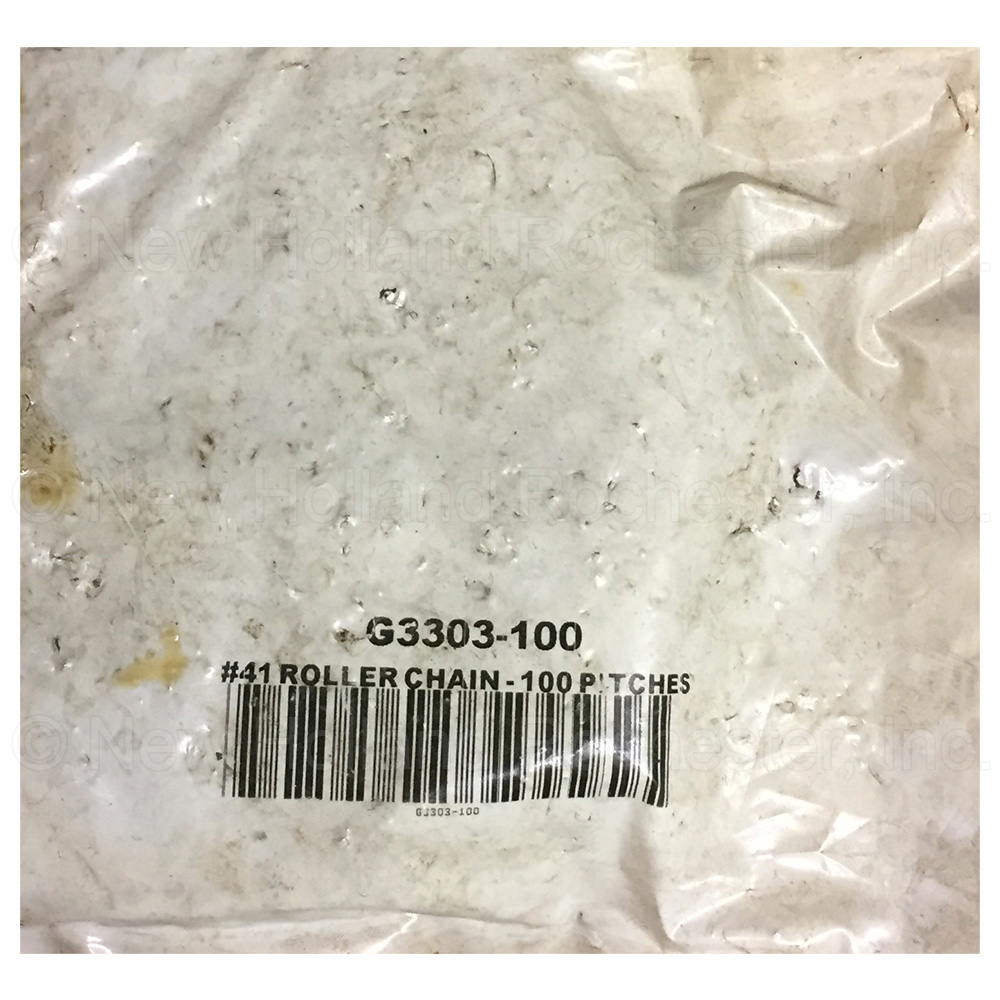 © New Holland Rochester, Inc.
© New Holland Rochester, Inc.
G3303-100
#41 ROLLER CHAIN - 100 PITCHES
© New Holland Rochester, Inc.
G3303-100